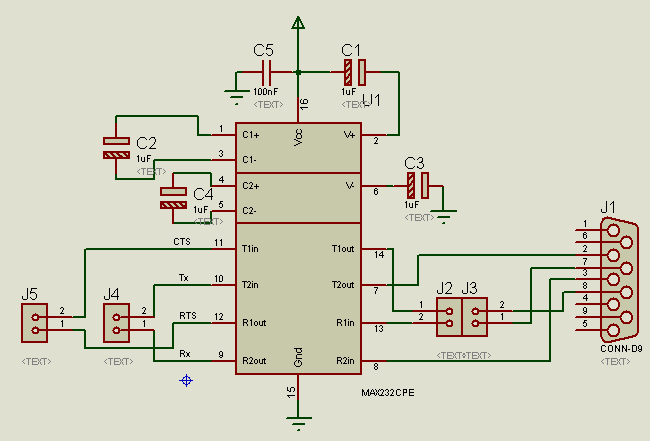 C5
C1
100nF
1uF
<TEXT>
<TEXT>
U1
16
1
C1+
Vcc
V+
2
C2
1uF
<TEXT>
3
C1-
C3
1uF
<TEXT>
4
C2+
V-
6
C4
1uF
<TEXT>
5
C2-
J1
1
6
2
7
3
8
4
9
5
CONN-D9
<TEXT>
CTS
11
T1in
T1out
14
Tx
10
T2in
T2out
7
J5
2
1
<TEXT>
J4
2
1
<TEXT>
RTS
12
R1out
R1in
13
J2
J3
1
2
2
1
<TEXT>
<TEXT>
Rx
9
R2out
Gnd
R2in
8
15
MAX232CPE